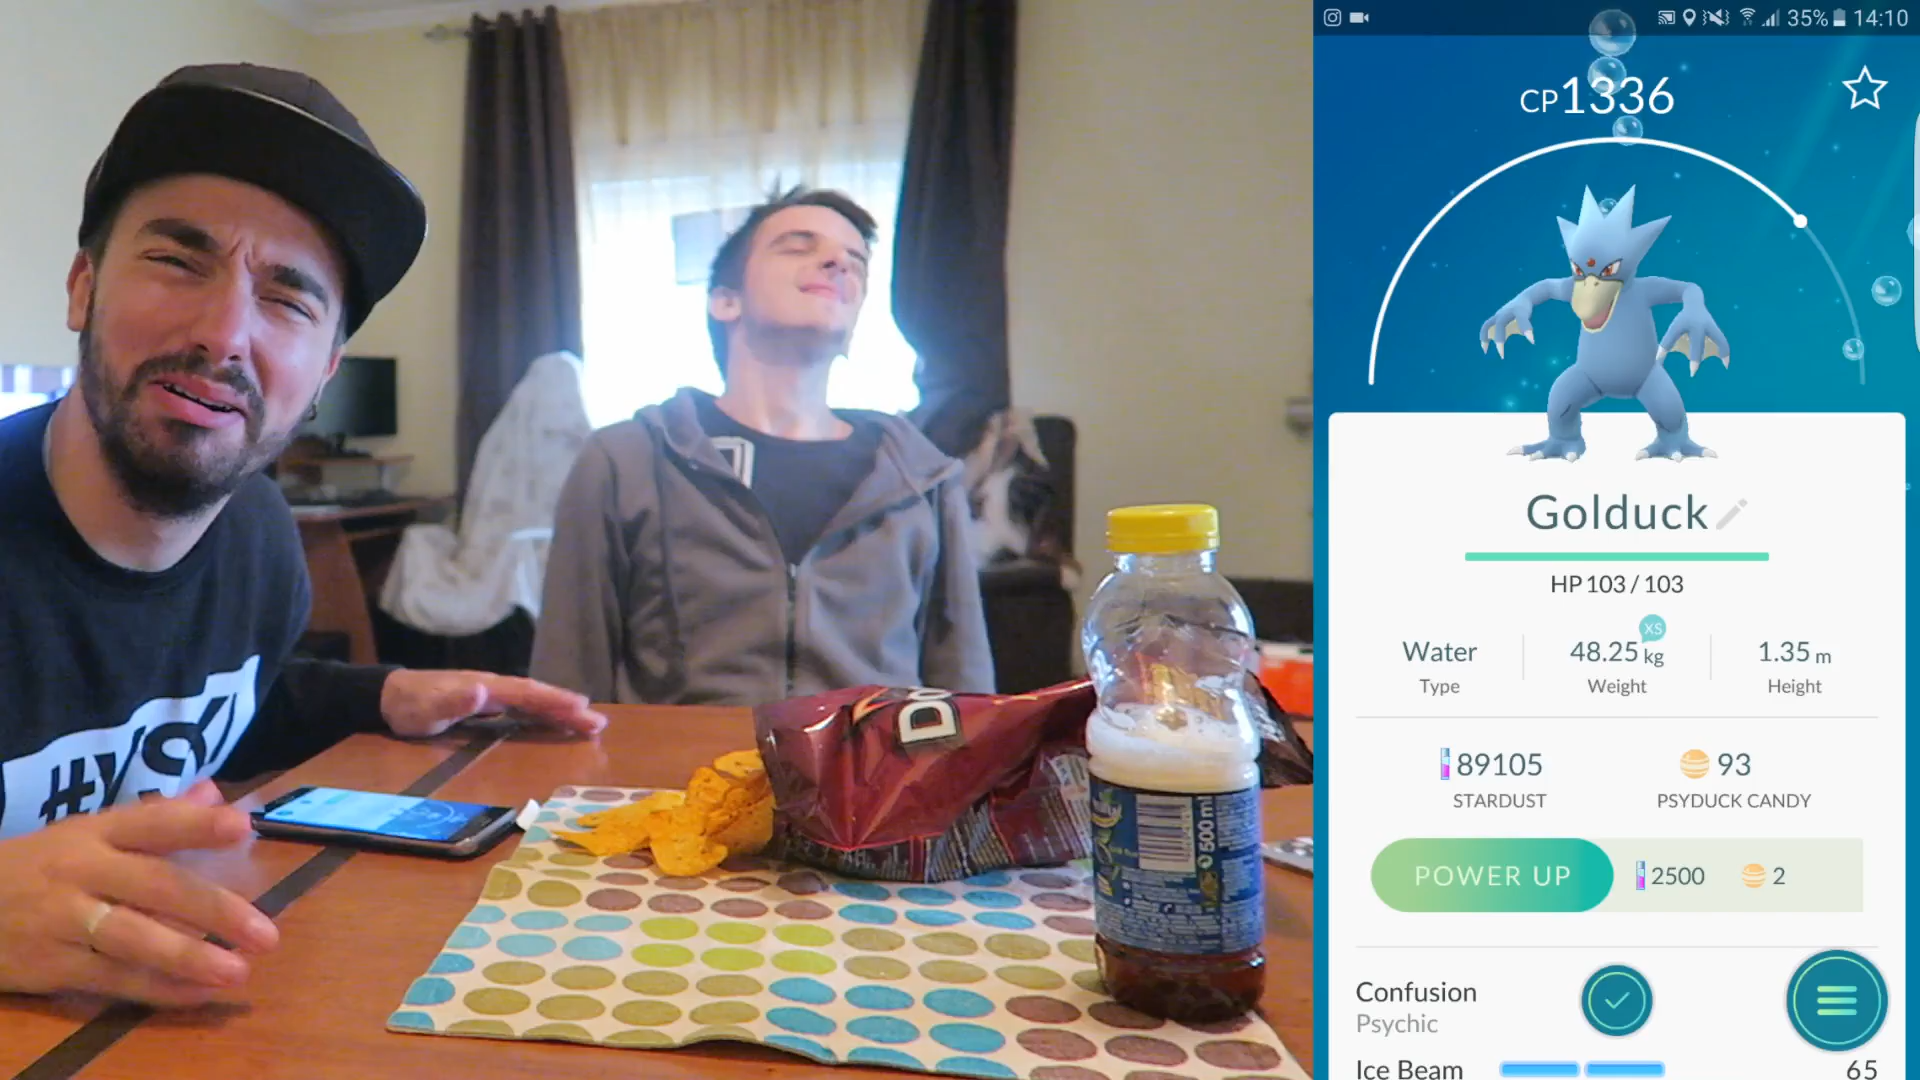 35% 14:10
CP1336
Golduck
HP 103 / 103
XS
Water
48.25 kg
1.35 m
Type
Weight
Height
89105
93
STARDUST
PSYDUCK CANDY
POWER UP
2500
2
Confusion
Psychic
Ice Beam
65
500 ml